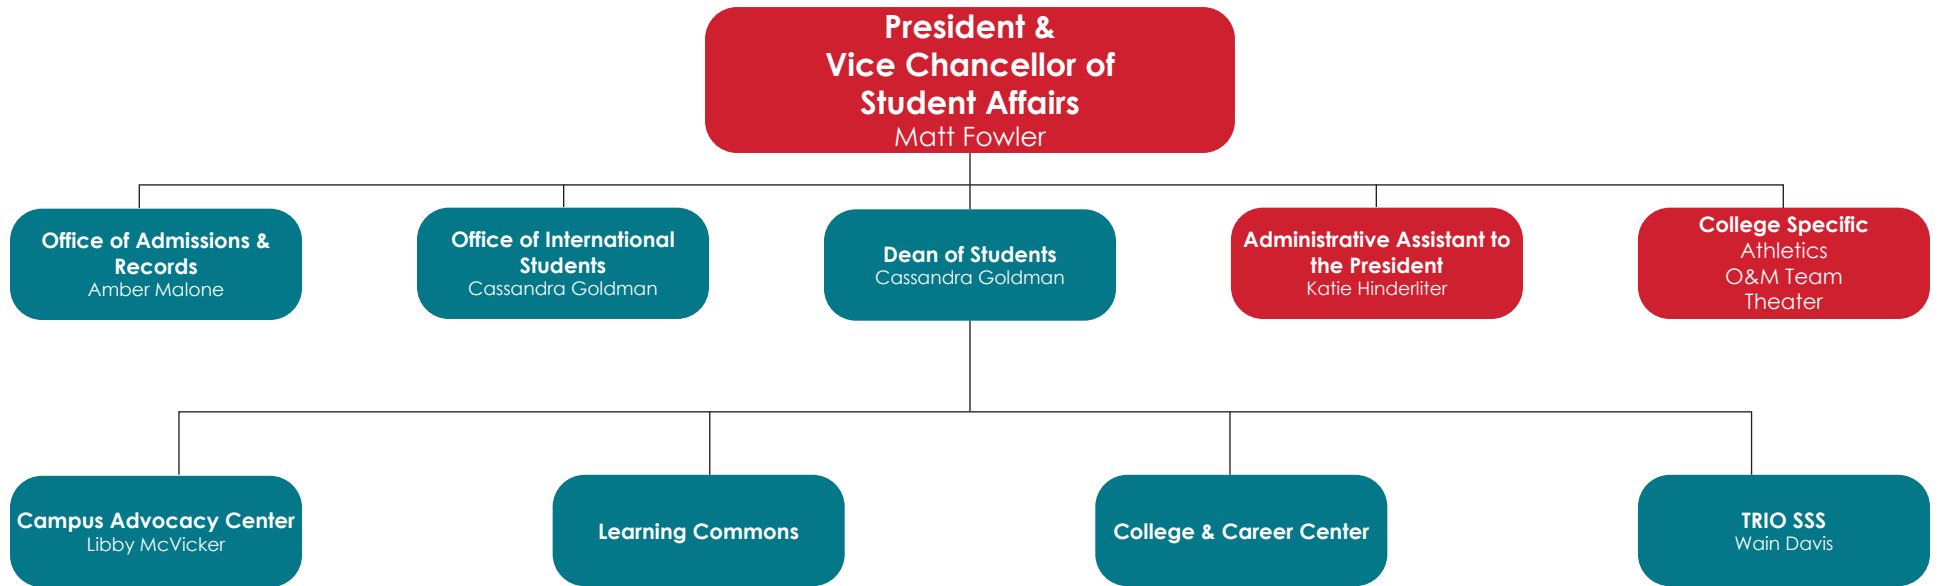 President &
Vice Chancellor of
Student Affairs
Matt Fowler
Office of Admissions &
Records
Amber Malone
Office of International
Students
Cassandra Goldman
Dean of Students
Cassandra Goldman
Administrative Assistant to
the President
Katie Hinderliter
College Specific
Athletics
O&M Team
Theater
Campus Advocacy Center
Libby McVicker
Learning Commons
College & Career Center
TRIO SSS
Wain Davis